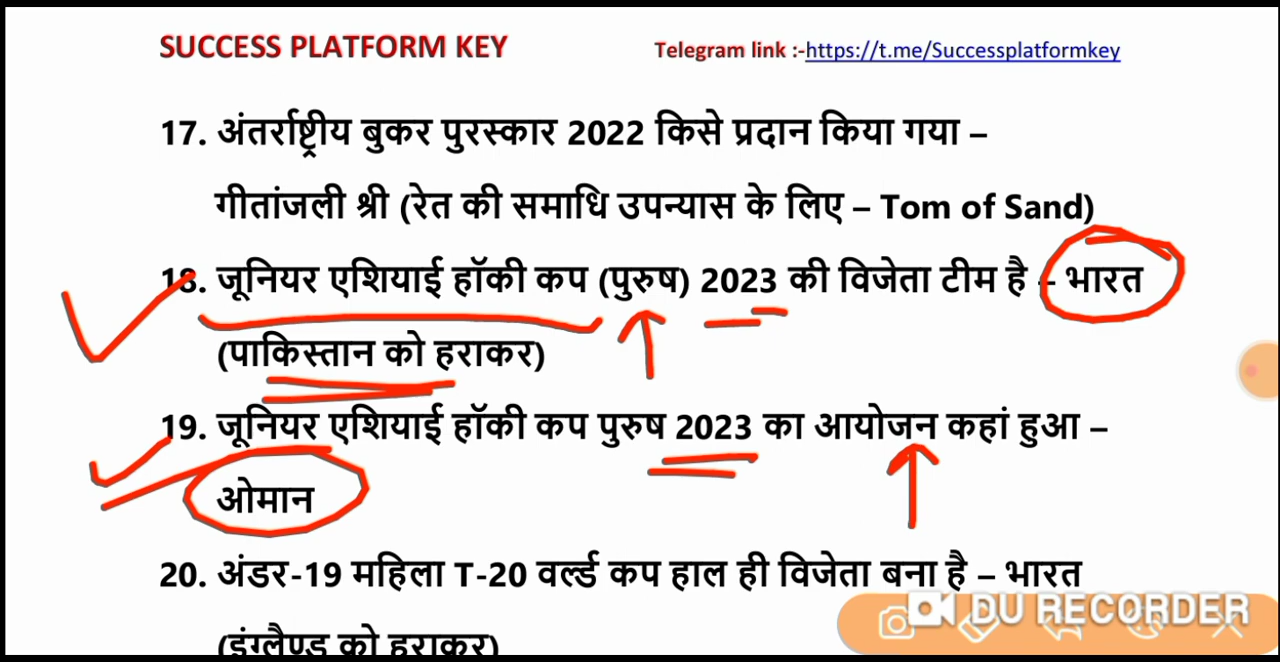 SUCCESS PLATFORM KEY Telegram link :-https://t.me/Successplatformkey
17. अंतर्राष्ट्रीय बुकर पुरस्कार 2022 किसे प्रदान किया गया –
गीतांजली श्री (रेत की समाधि उपन्यास के लिए – Tom of Sand)
18. जूनियर एशियाई हॉकी कप (पुरुष) 2023 की विजेता टीम है – भारत
(पाकिस्तान को हराकर)
19. जूनियर एशियाई हॉकी कप पुरुष 2023 का आयोजन कहां हुआ –
ओमान
20. अंडर-19 महिला T-20 वर्ल्ड कप हाल ही विजेता बना है – भारत
DU RECORDER
(इंग्लैण्ड को हराकर)